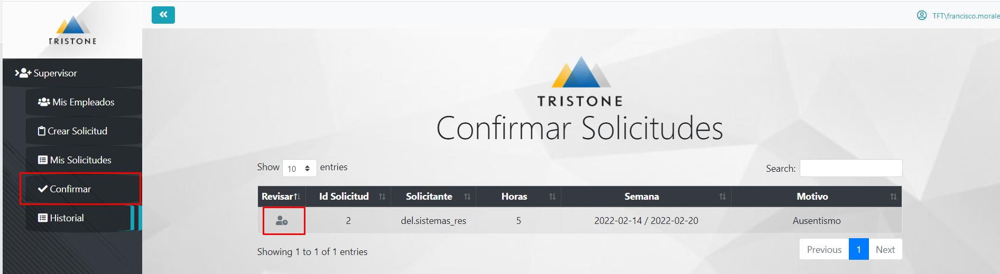 TRISTONE
TFT\francisco.morale
Supervisor
Mis Empleados
Crear Solicitud
Mis Solicitudes
Confirmar
Historial
TRISTONE
Confirmar Solicitudes
Show 10 entries
Search:
Revisar Id Solicitud Solicitante Horas Semana Motivo
2 del.sistemas_res 5 2022-02-14 / 2022-02-20 Ausentismo
Showing 1 to 1 of 1 entries
Previous 1 Next